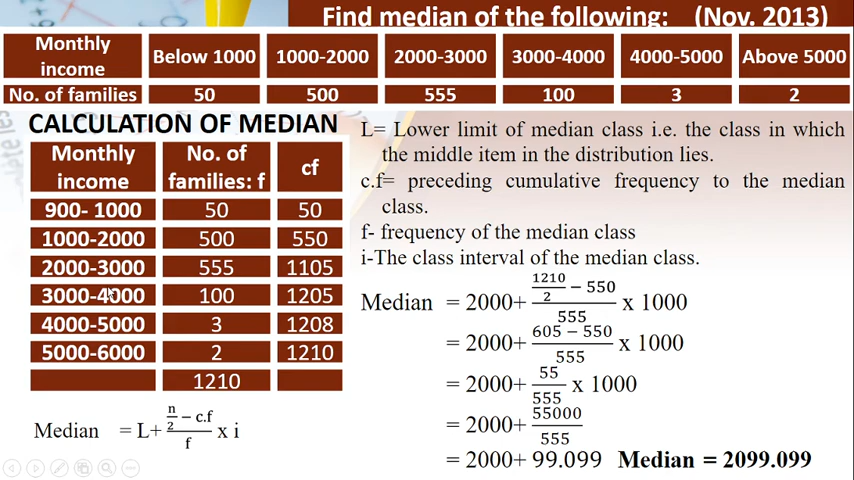 Find median of the following: (Nov. 2013)
Monthly income Below 1000 1000-2000 2000-3000 3000-4000 4000-5000 Above 5000
No. of families 50 500 555 100 3 2
CALCULATION OF MEDIAN
Monthly income No. of families: f cf
900- 1000 50 50
1000-2000 500 550
2000-3000 555 1105
3000-4000 100 1205
4000-5000 3 1208
5000-6000 2 1210
1210
Median = L+ (n/2 − c.f)/f x i
L= Lower limit of median class i.e. the class in which
the middle item in the distribution lies.
c.f= preceding cumulative frequency to the median
class.
f- frequency of the median class
i-The class interval of the median class.
Median = 2000+ (1210/2 − 550)/555 x 1000
= 2000+ (605 − 550)/555 x 1000
= 2000+ 55/555 x 1000
= 2000+ 55000/555
= 2000+ 99.099 Median = 2099.099